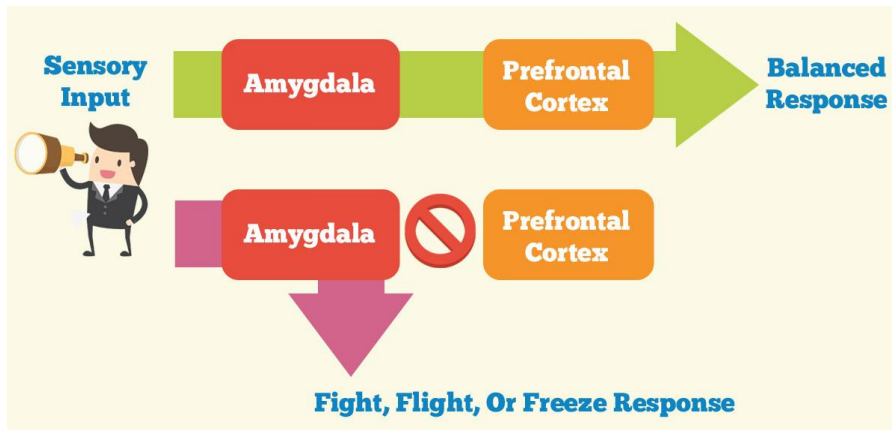 Sensory
Input
Amygdala
Prefrontal
Cortex
Balanced
Response
Amygdala
Prefrontal
Cortex
Fight, Flight, Or Freeze Response